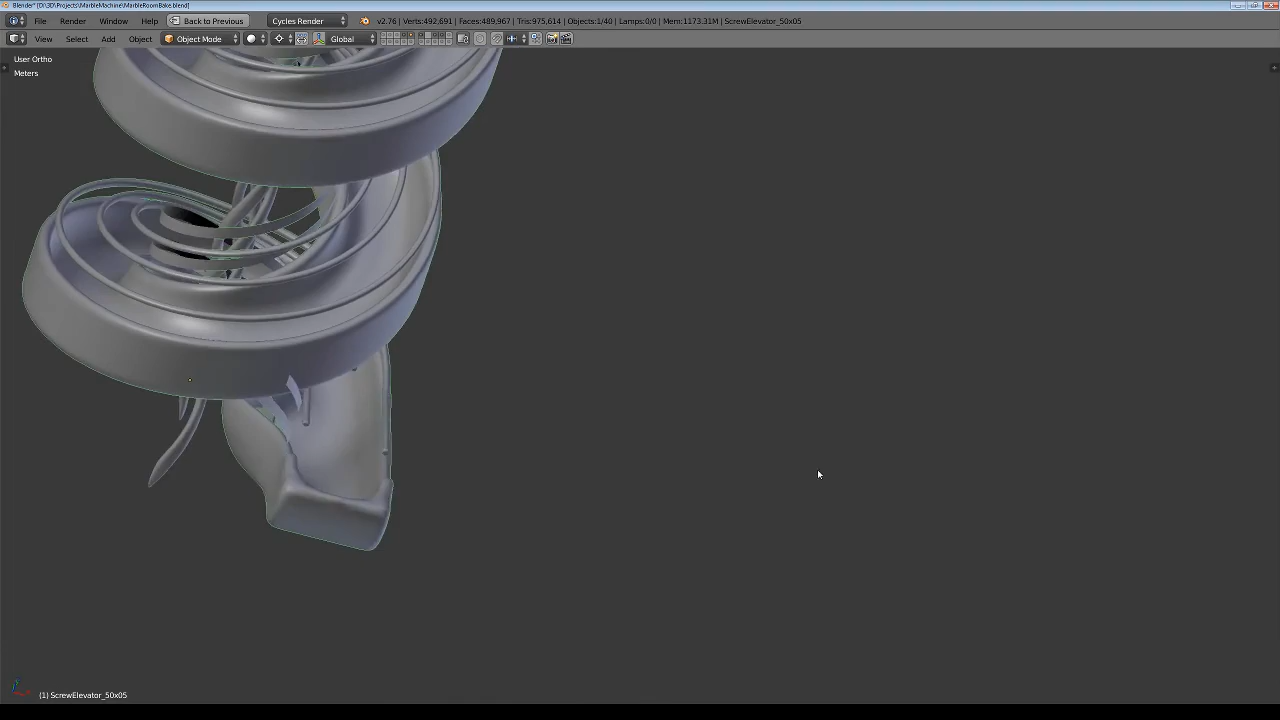 Blender* [D:\3D\Projects\MarbleMachine\MarbleRoomBake.blend]
File Render Window Help Back to Previous Cycles Render v2.76 | Verts:492,691 | Faces:489,967 | Tris:975,016 | Objects:1/40 | Lamps:0/0 | Mem:1173.31M | ScrewElevator_50x05
View Select Add Object Object Mode Global
User Ortho
Meters
(1) ScrewElevator_50x05